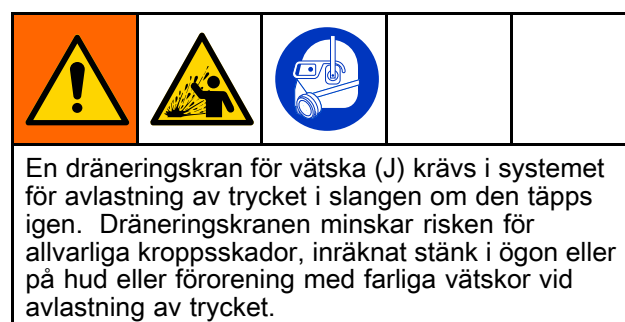 En dräneringskran för vätska (J) krävs i systemet
för avlastning av trycket i slangen om den täpps
igen. Dräneringskranen minskar risken för
allvarliga kroppsskador, inräknat stänk i ögon eller
på hud eller förorening med farliga vätskor vid
avlastning av trycket.